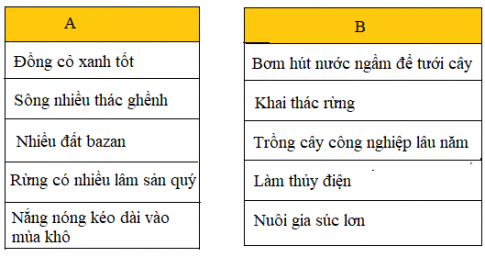 A
Đồng cỏ xanh tốt
Sông nhiều thác ghềnh
Nhiều đất bazan
Rừng có nhiều lâm sản quý
Nắng nóng kéo dài vào
mùa khô
B
Bơm hút nước ngầm để tưới cây
Khai thác rừng
Trồng cây công nghiệp lâu năm
Làm thủy điện
Nuôi gia súc lơn